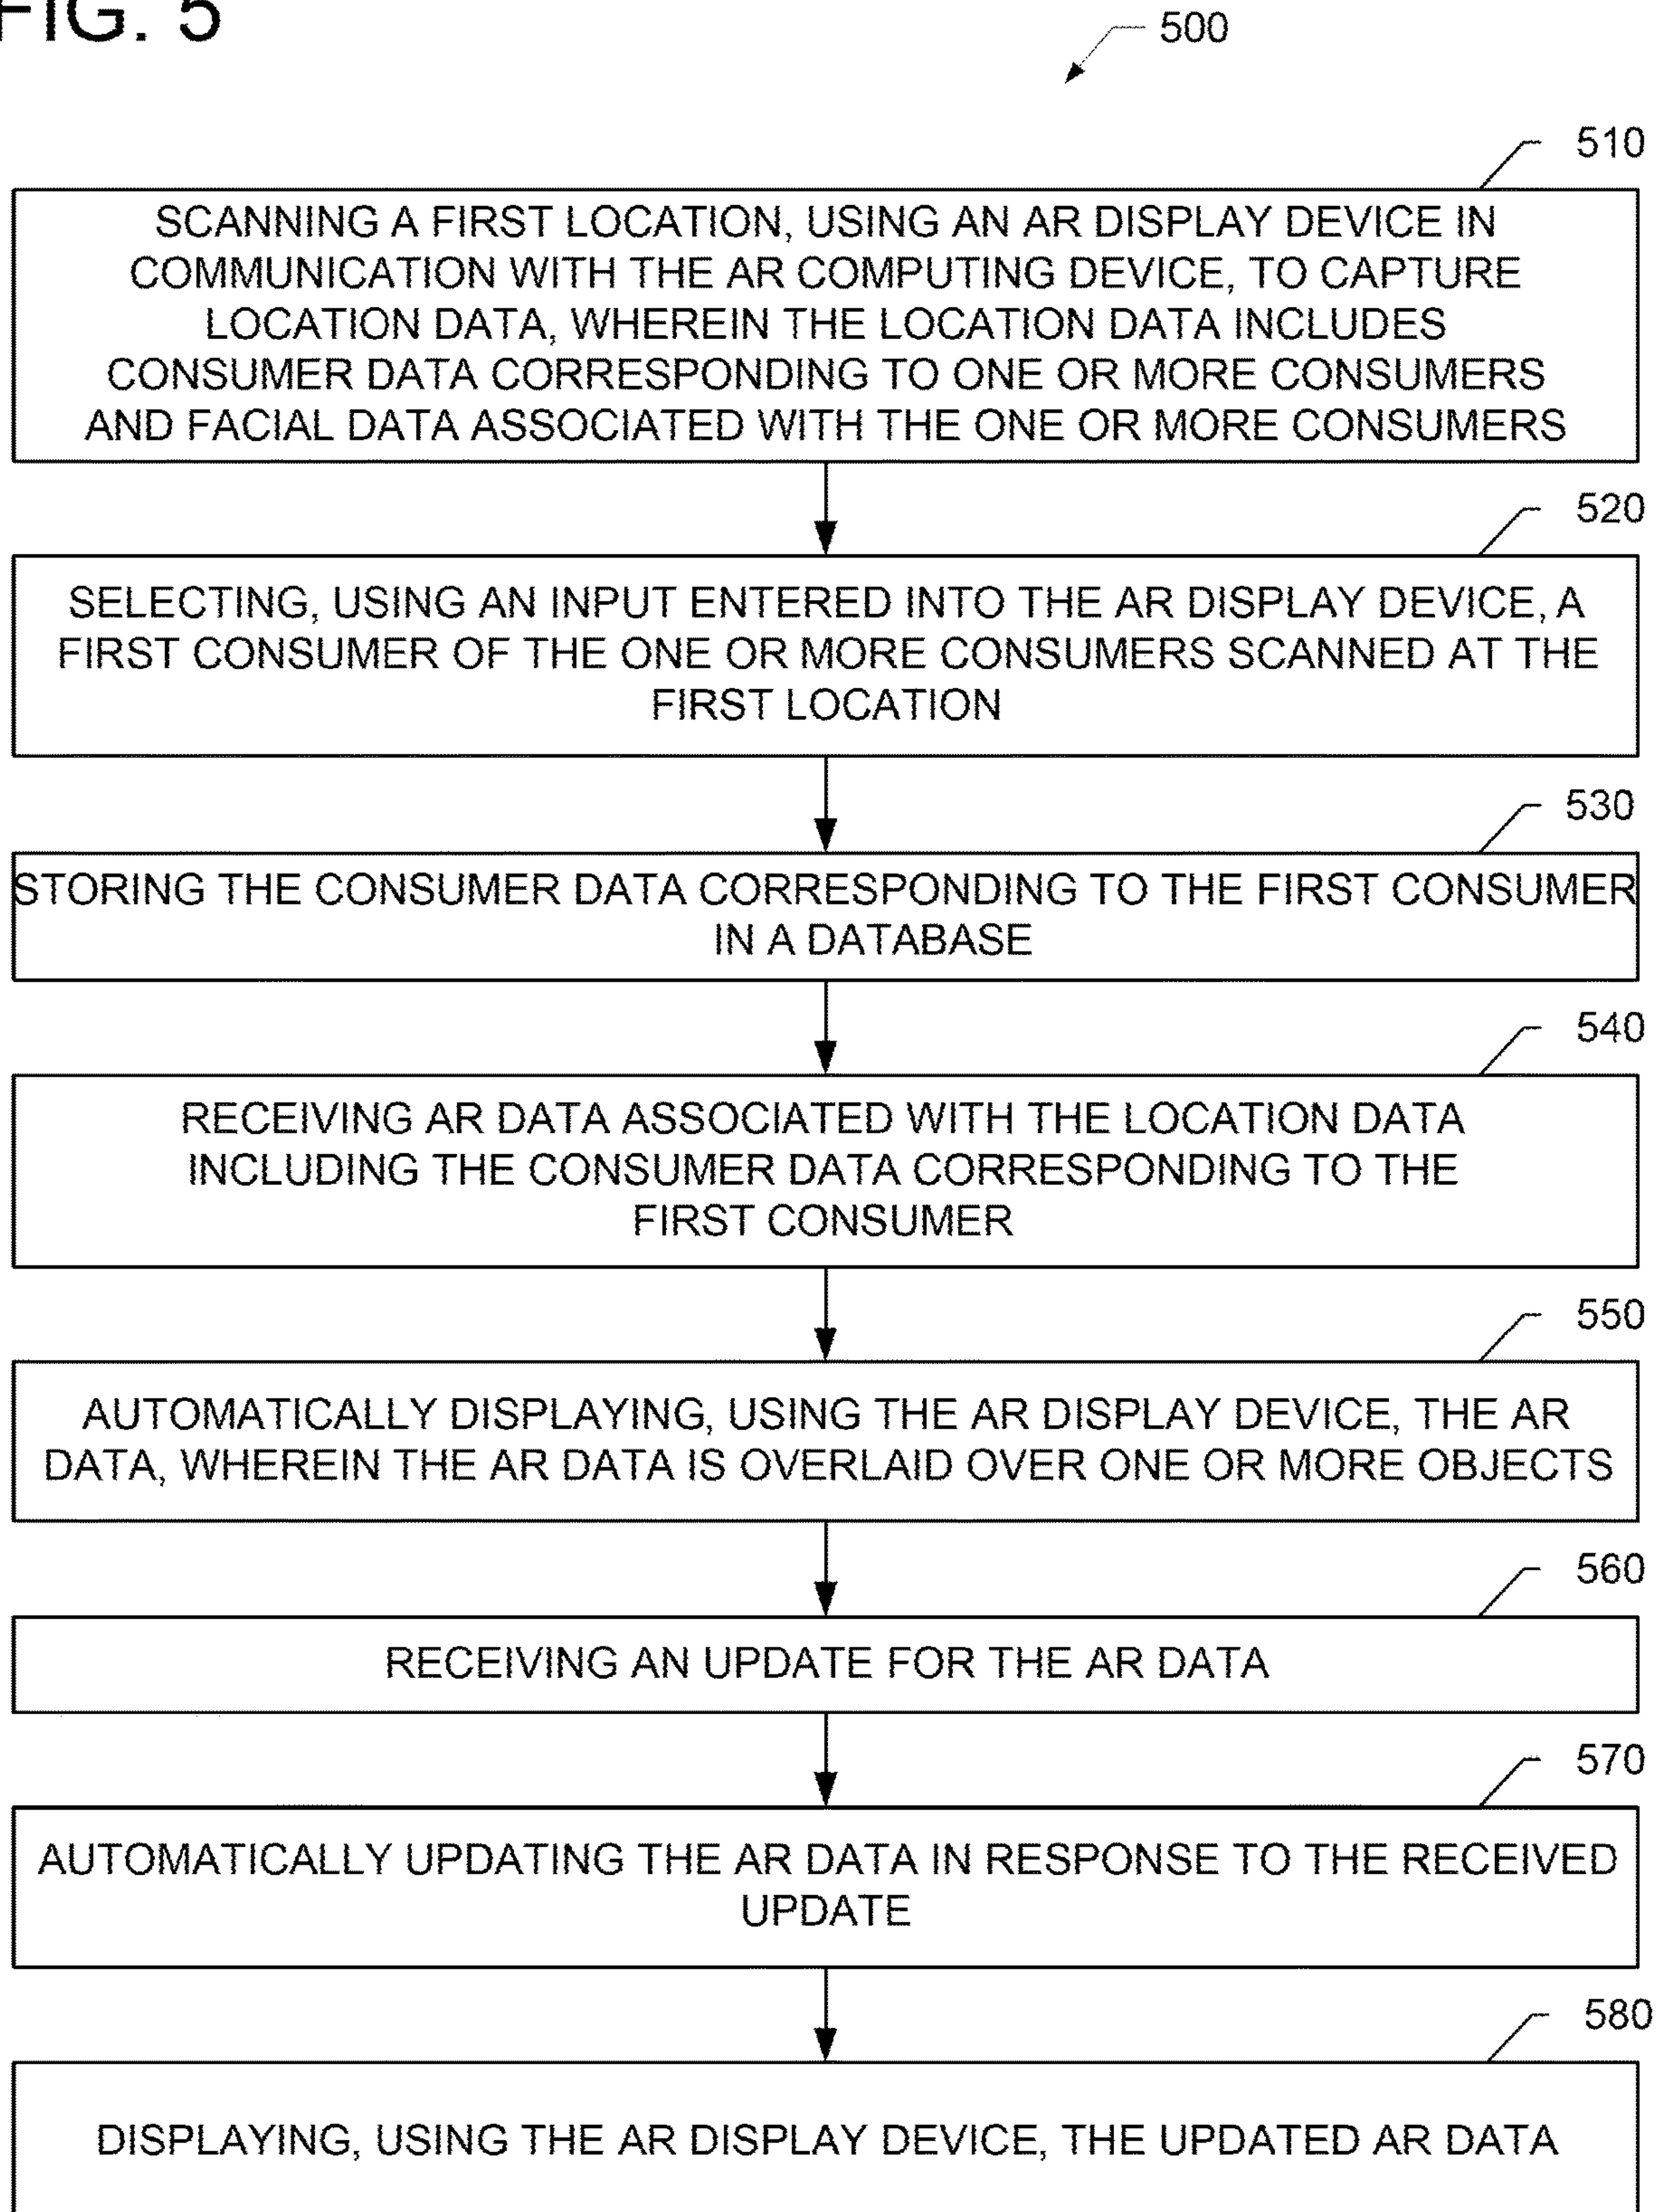 FIG. 5
500
510
SCANNING A FIRST LOCATION, USING AN AR DISPLAY DEVICE IN
COMMUNICATION WITH THE AR COMPUTING DEVICE, TO CAPTURE
LOCATION DATA, WHEREIN THE LOCATION DATA INCLUDES
CONSUMER DATA CORRESPONDING TO ONE OR MORE CONSUMERS
AND FACIAL DATA ASSOCIATED WITH THE ONE OR MORE CONSUMERS
520
SELECTING, USING AN INPUT ENTERED INTO THE AR DISPLAY DEVICE, A
FIRST CONSUMER OF THE ONE OR MORE CONSUMERS SCANNED AT THE
FIRST LOCATION
530
STORING THE CONSUMER DATA CORRESPONDING TO THE FIRST CONSUMER
IN A DATABASE
540
RECEIVING AR DATA ASSOCIATED WITH THE LOCATION DATA
INCLUDING THE CONSUMER DATA CORRESPONDING TO THE
FIRST CONSUMER
550
AUTOMATICALLY DISPLAYING, USING THE AR DISPLAY DEVICE, THE AR
DATA, WHEREIN THE AR DATA IS OVERLAID OVER ONE OR MORE OBJECTS
560
RECEIVING AN UPDATE FOR THE AR DATA
570
AUTOMATICALLY UPDATING THE AR DATA IN RESPONSE TO THE RECEIVED
UPDATE
580
DISPLAYING, USING THE AR DISPLAY DEVICE, THE UPDATED AR DATA